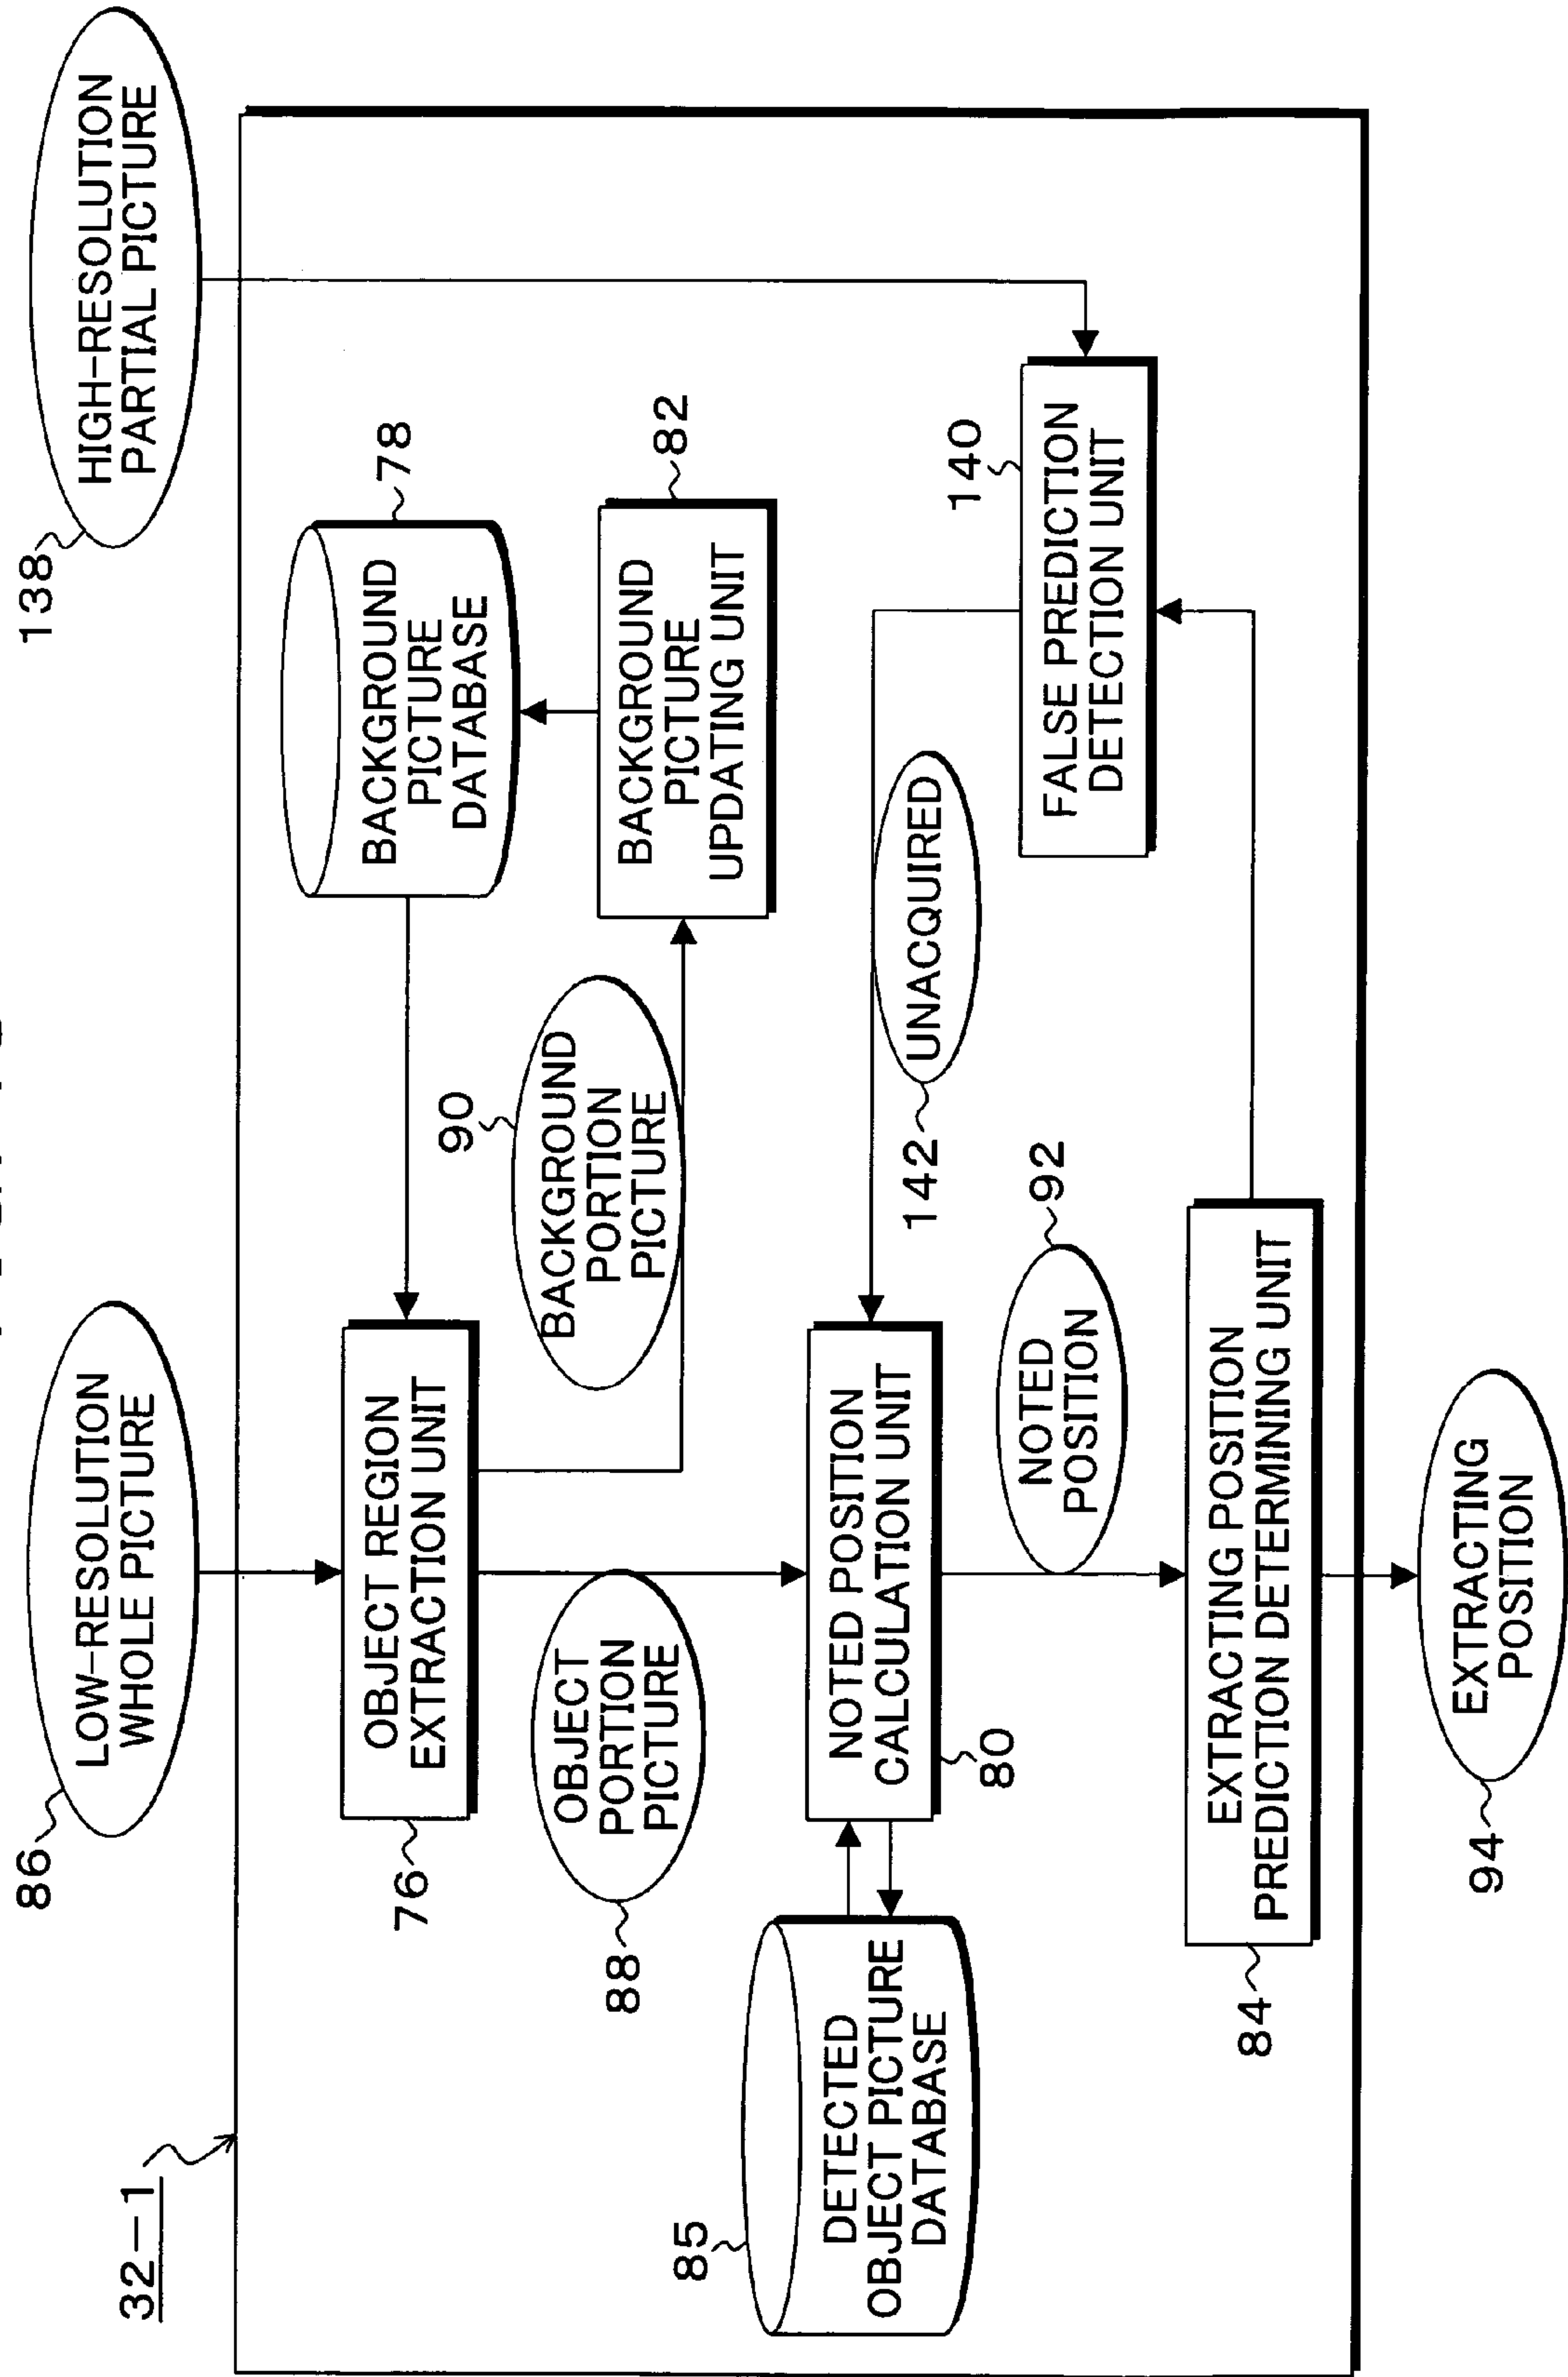 138
HIGH-RESOLUTION
PARTIAL PICTURE
86
LOW-RESOLUTION
WHOLE PICTURE
32-1
78
BACKGROUND
PICTURE
DATABASE
76
OBJECT REGION
EXTRACTION UNIT
90
BACKGROUND
PORTION
PICTURE
82
BACKGROUND
PICTURE
UPDATING UNIT
88
OBJECT
PORTION
PICTURE
85
DETECTED
OBJECT PICTURE
DATABASE
NOTED POSITION
CALCULATION UNIT
80
142
UNACQUIRED
140
FALSE PREDICTION
DETECTION UNIT
92
NOTED
POSITION
84
EXTRACTING POSITION
PREDICTION DETERMINING UNIT
94
EXTRACTING
POSITION